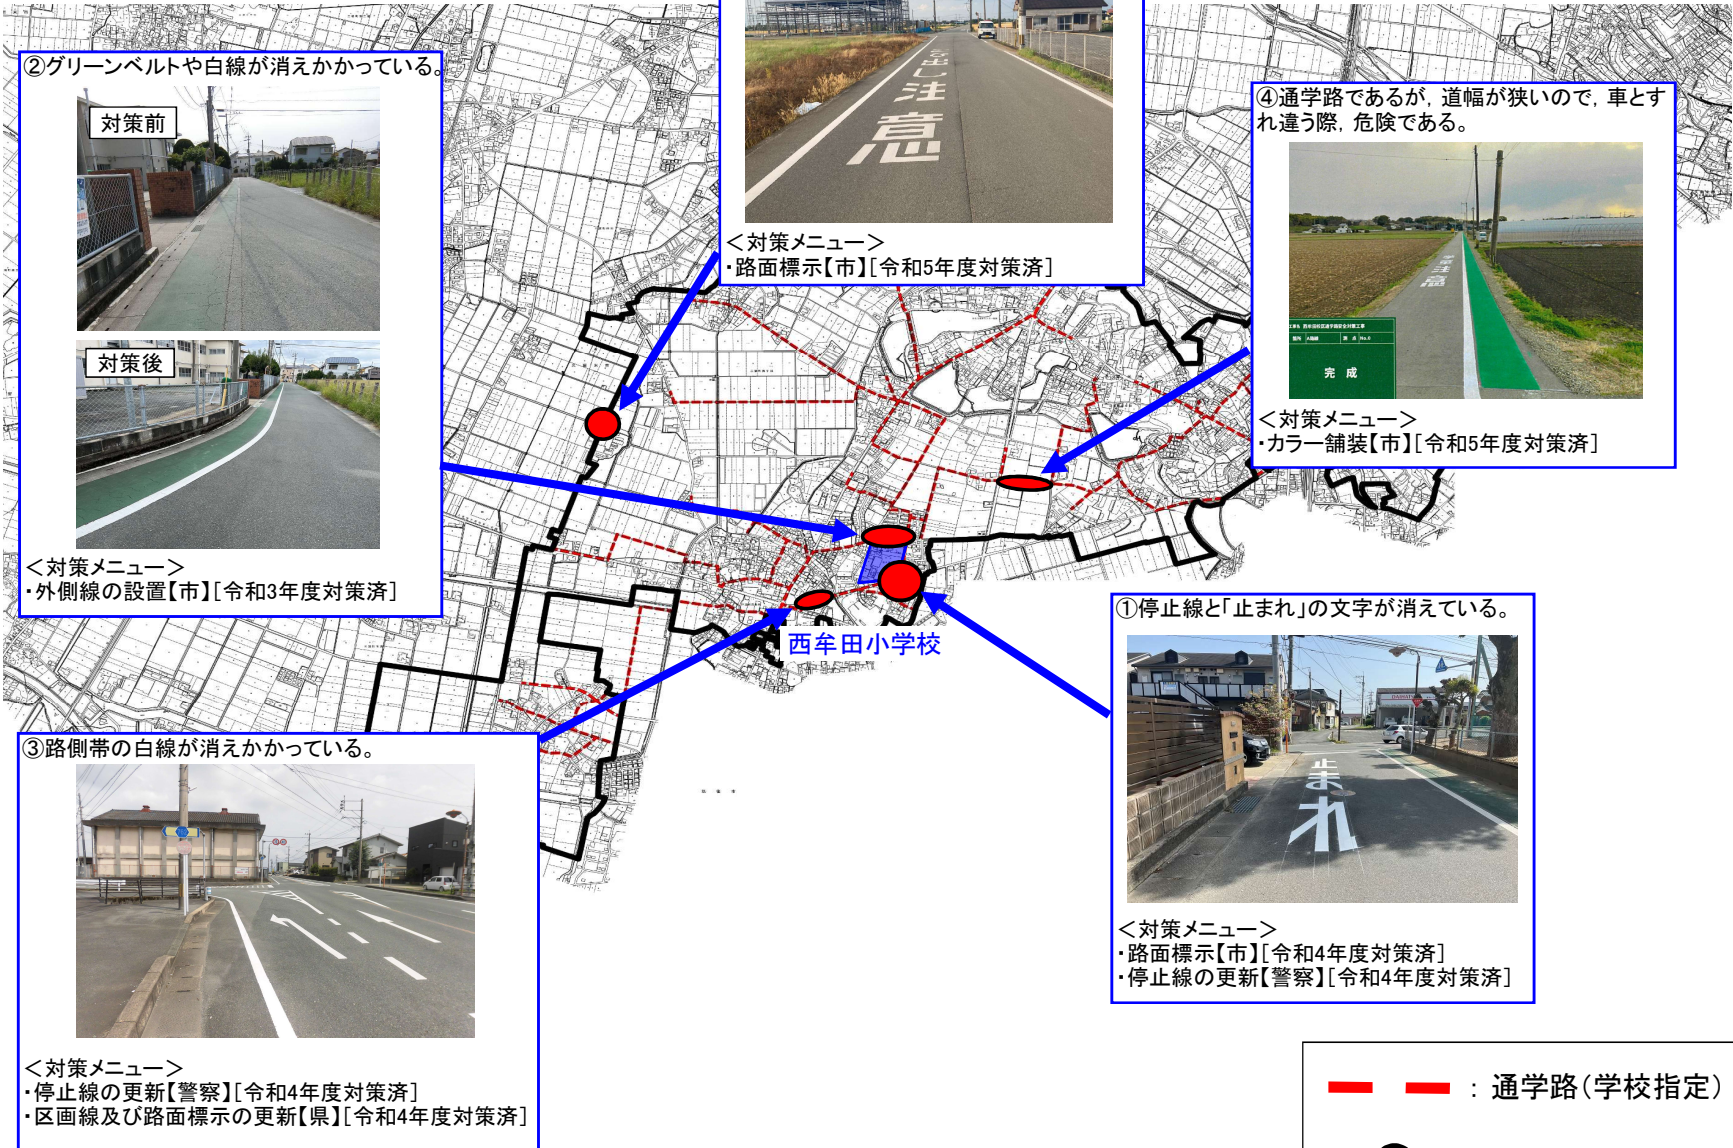 ②グリーンベルトや白線が消えかかっている。
対策前
対策後
<対策メニュー>
・外側線の設置【市】[令和3年度対策済]
注意
<対策メニュー>
・路面標示【市】[令和5年度対策済]
④通学路であるが, 道幅が狭いので, 車とす
れ違う際, 危険である。
完 成
<対策メニュー>
・カラー舗装【市】[令和5年度対策済]
西牟田小学校
①停止線と「止まれ」の文字が消えている。
止まれ
<対策メニュー>
・路面標示【市】[令和4年度対策済]
・停止線の更新【警察】[令和4年度対策済]
③路側帯の白線が消えかかっている。
<対策メニュー>
・停止線の更新【警察】[令和4年度対策済]
・区画線及び路面標示の更新【県】[令和4年度対策済]
：通学路(学校指定)